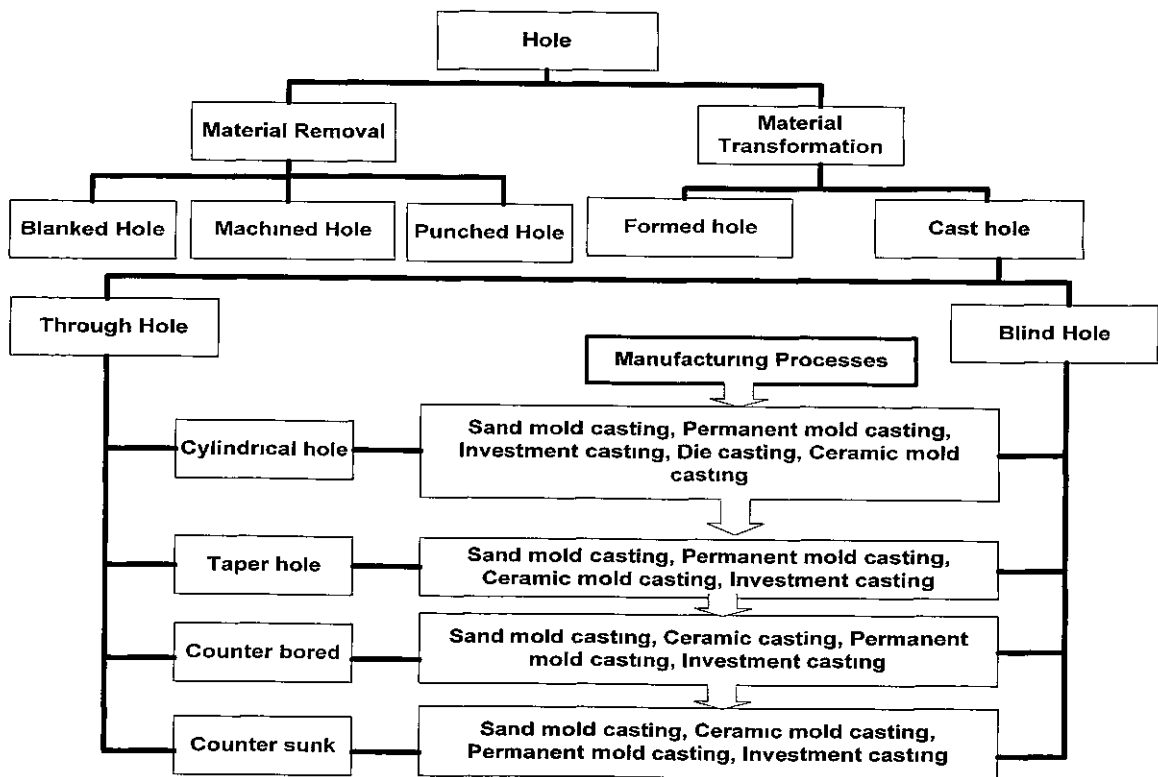 Hole
Material Removal
Material
Transformation
Blanked Hole
Machined Hole
Punched Hole
Formed hole
Cast hole
Through Hole
Blind Hole
Manufacturing Processes
Cylindrical hole
Sand mold casting, Permanent mold casting,
Investment casting, Die casting, Ceramic mold
casting
Taper hole
Sand mold casting, Permanent mold casting,
Ceramic mold casting, Investment casting
Counter bored
Sand mold casting, Ceramic casting, Permanent
mold casting, Investment casting
Counter sunk
Sand mold casting, Ceramic mold casting,
Permanent mold casting, Investment casting